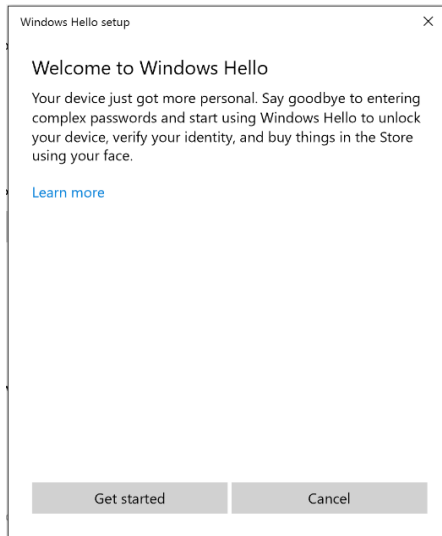 Windows Hello setup
Welcome to Windows Hello
Your device just got more personal. Say goodbye to entering
complex passwords and start using Windows Hello to unlock
your device, verify your identity, and buy things in the Store
using your face.
Learn more
Get started
Cancel